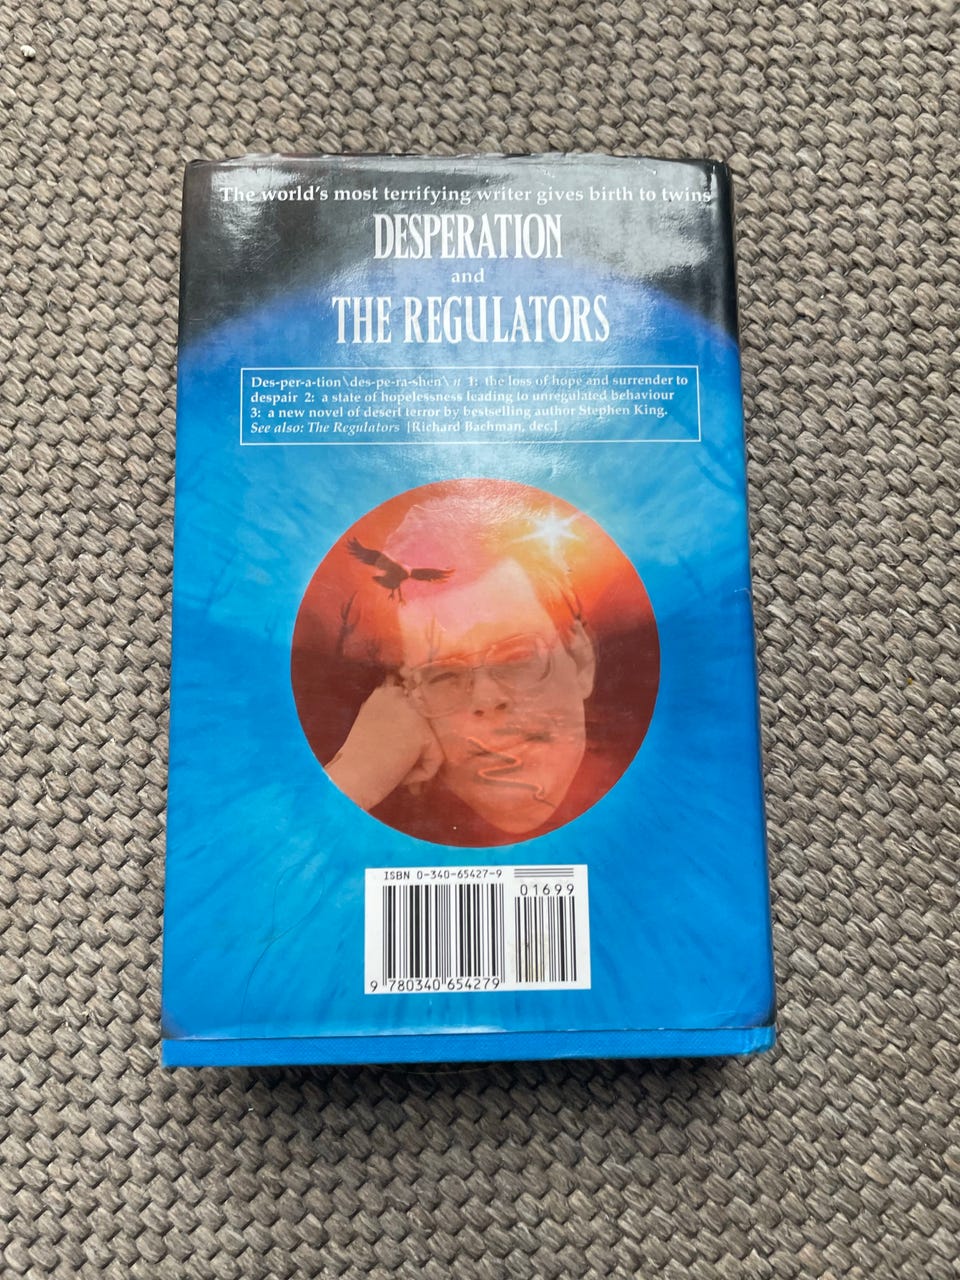 The world's most terrifying writer gives birth to twins
DESPERATION
and
THE REGULATORS
Des-per-a-tion\des-pe-ra-shen\ n 1: the loss of hope and surrender to
despair 2: a state of hopelessness leading to unregulated behaviour
3: a new novel of desert terror by bestselling author Stephen King.
See also: The Regulators [Richard Bachman, dec.]
ISBN 0-340-65427-9
01699
9 780340 654279